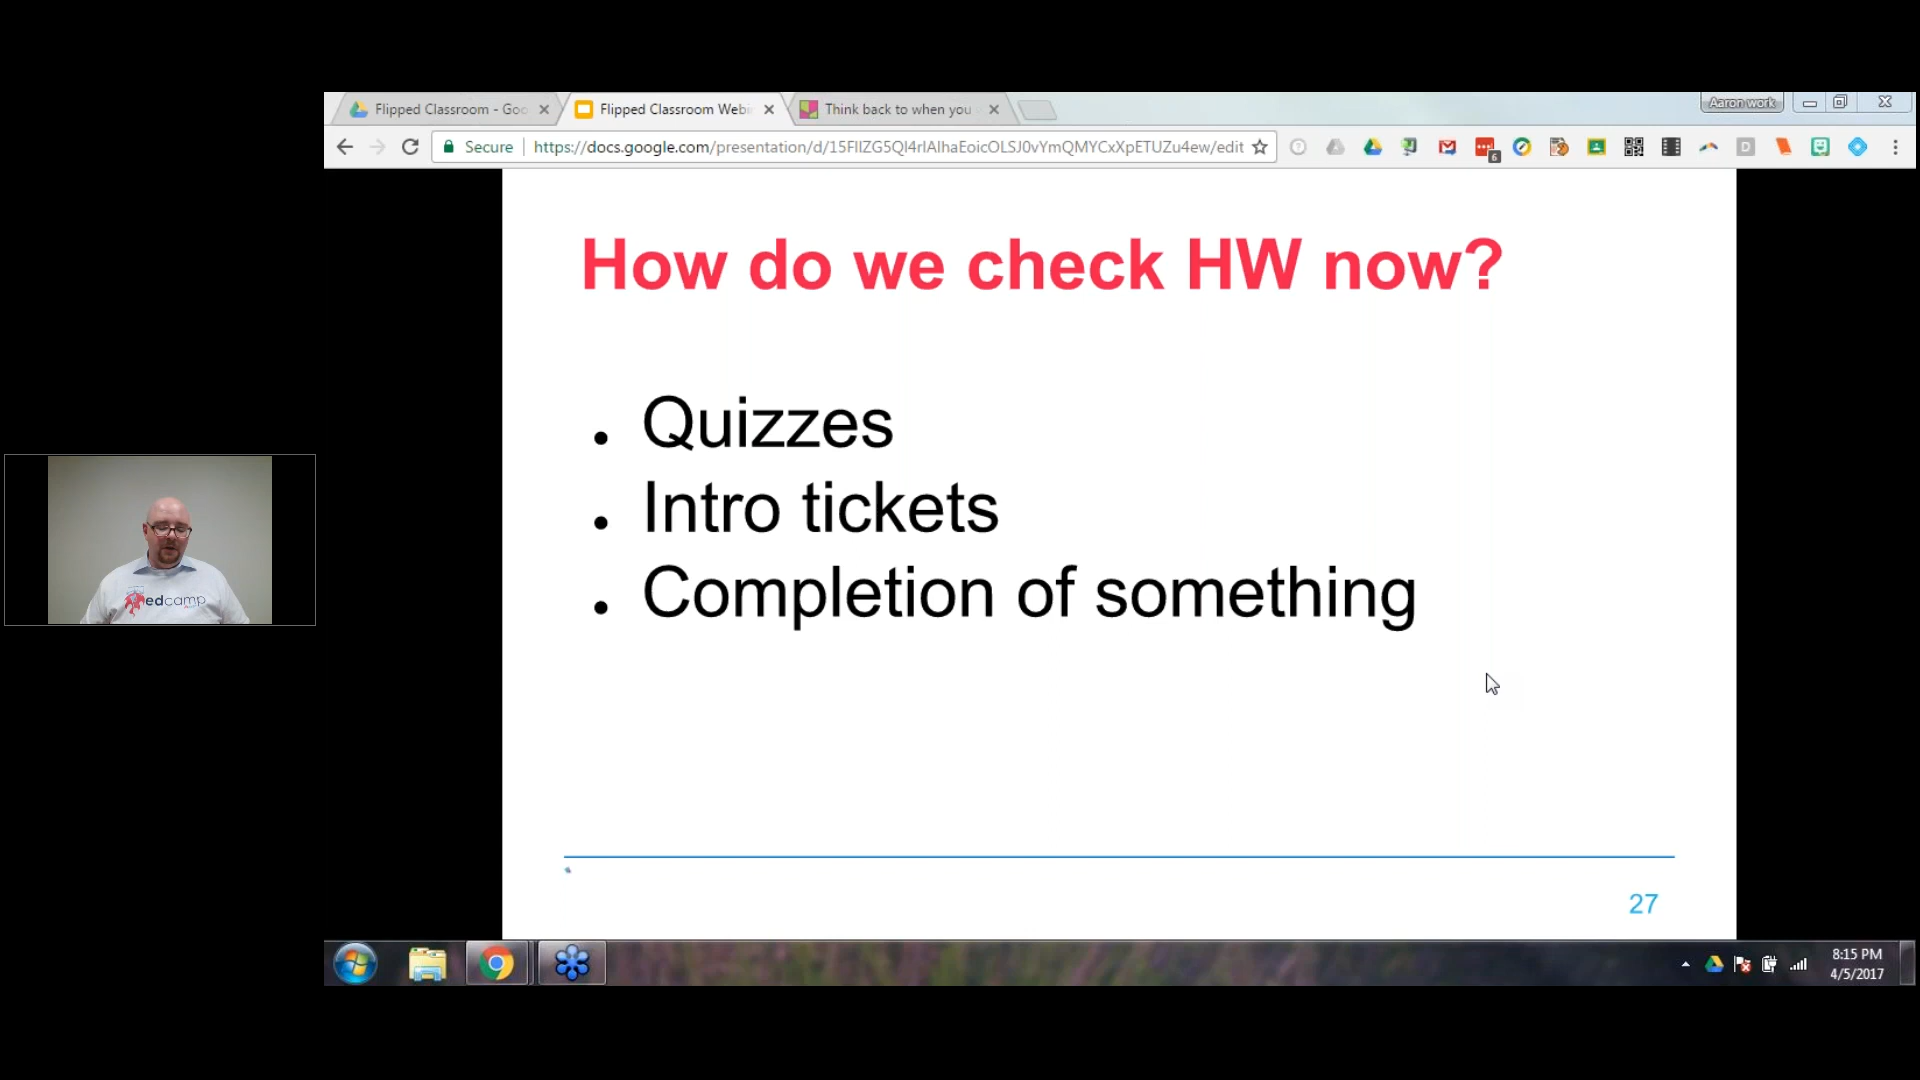 Flipped Classroom - Goo
Flipped Classroom Webi
Think back to when you
Aaron work
Secure
https://docs.google.com/presentation/d/15FIlZG5Ql4rlAlhaEoicOLSJ0vYmQMYCxXpETUZu4ew/edit
6
D
How do we check HW now?
Quizzes
Intro tickets
Completion of something
edcamp
27
8:15 PM
4/5/2017